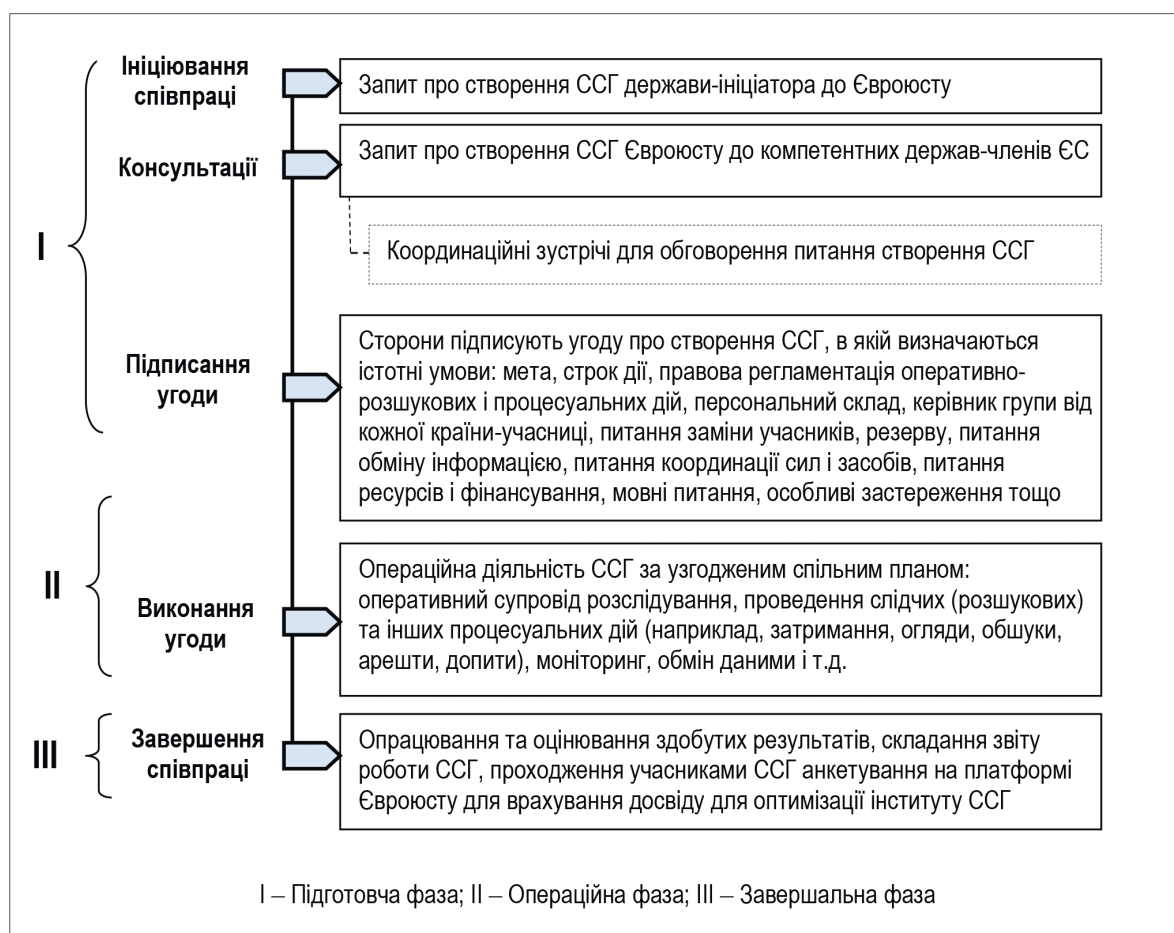 Ініціювання
співпраці
Запит про створення ССГ держави-ініціатора до Євроюсту
Консультації
Запит про створення ССГ Євроюсту до компетентних держав-членів ЄС
I
Координаційні зустрічі для обговорення питання створення ССГ
Підписання
угоди
Сторони підписують угоду про створення ССГ, в якій визначаються
істотні умови: мета, строк дії, правова регламентація оперативно-
розшукових і процесуальних дій, персональний склад, керівник групи від
кожної країни-учасниці, питання заміни учасників, резерву, питання
обміну інформацією, питання координації сил і засобів, питання
ресурсів і фінансування, мовні питання, особливі застереження тощо
II
Виконання
угоди
Операційна діяльність ССГ за узгодженим спільним планом:
оперативний супровід розслідування, проведення слідчих (розшукових)
та інших процесуальних дій (наприклад, затримання, огляди, обшуки,
арешти, допити), моніторинг, обмін даними і т.д.
III
Завершення
співпраці
Опрацювання та оцінювання здобутих результатів, складання звіту
роботи ССГ, проходження учасниками ССГ анкетування на платформі
Євроюсту для врахування досвіду для оптимізації інституту ССГ
I – Підготовча фаза; II – Операційна фаза; III – Завершальна фаза